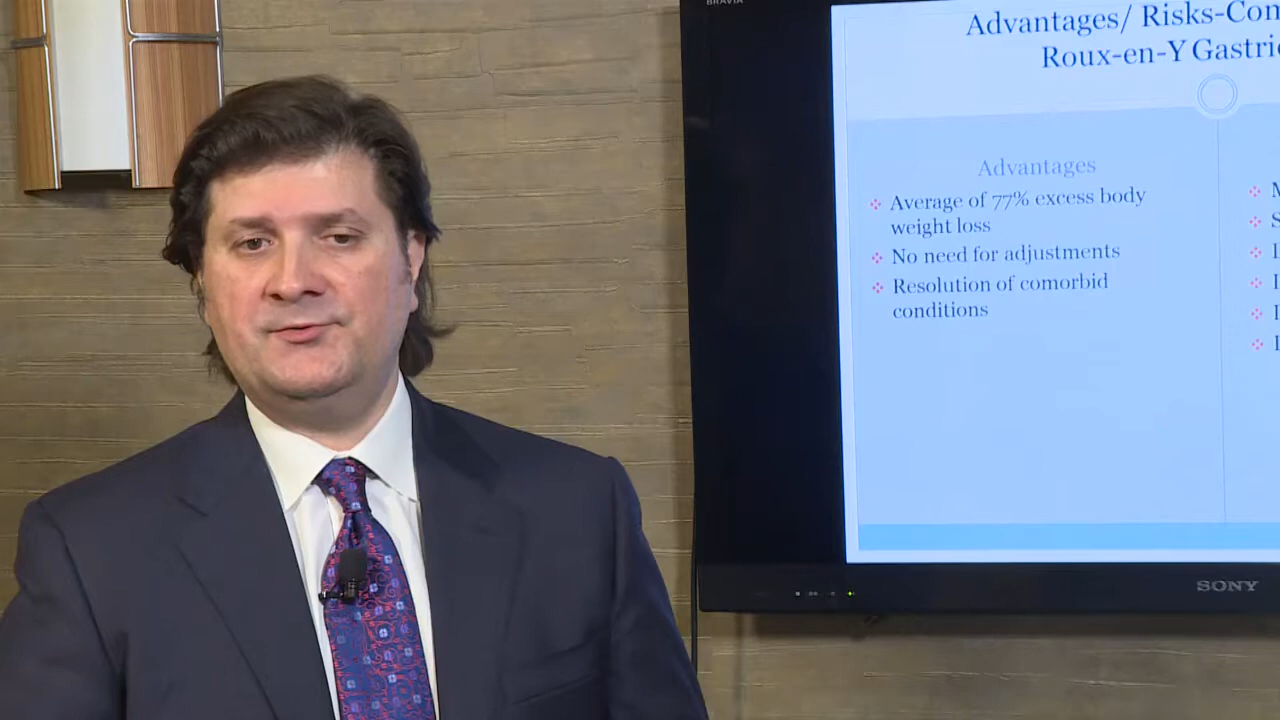 BRAVIA
Advantages/ Risks-Com
Roux-en-Y Gastric
Advantages
Average of 77% excess body
weight loss
No need for adjustments
Resolution of comorbid
conditions
M
S
SONY